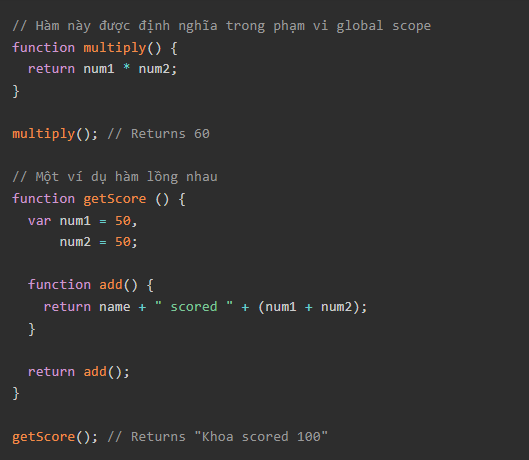 // Hàm này được định nghĩa trong phạm vi global scope
function multiply() {
  return num1 * num2;
}

multiply(); // Returns 60

// Một ví dụ hàm lồng nhau
function getScore () {
  var num1 = 50,
      num2 = 50;

  function add() {
    return name + " scored " + (num1 + num2);
  }

  return add();
}

getScore(); // Returns "Khoa scored 100"